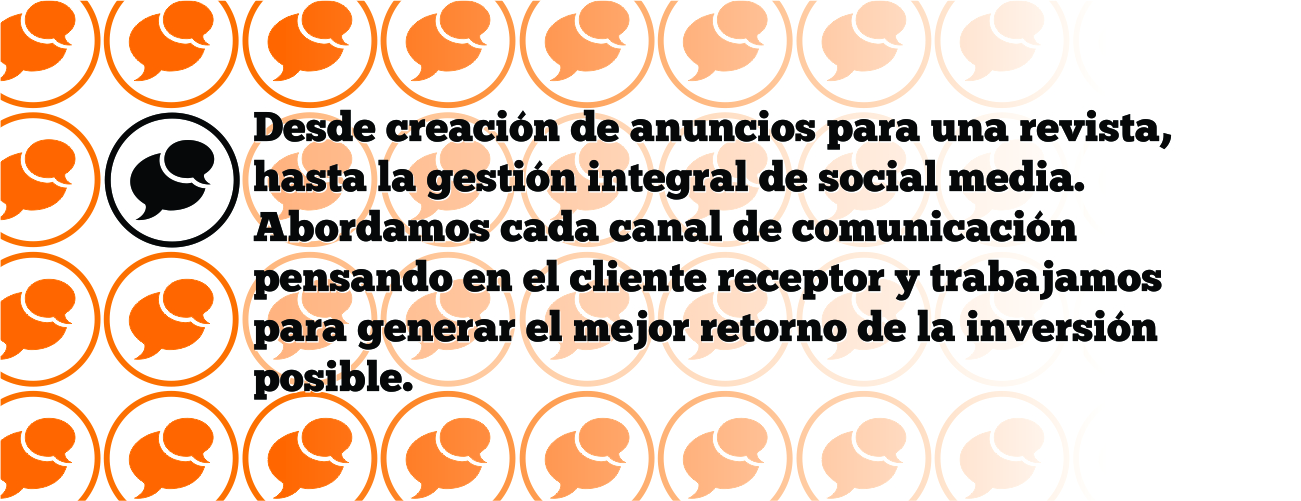 Desde creación de anuncios para una revista,
hasta la gestión integral de social media.
Abordamos cada canal de comunicación
pensando en el cliente receptor y trabajamos
para generar el mejor retorno de la inversión
posible.